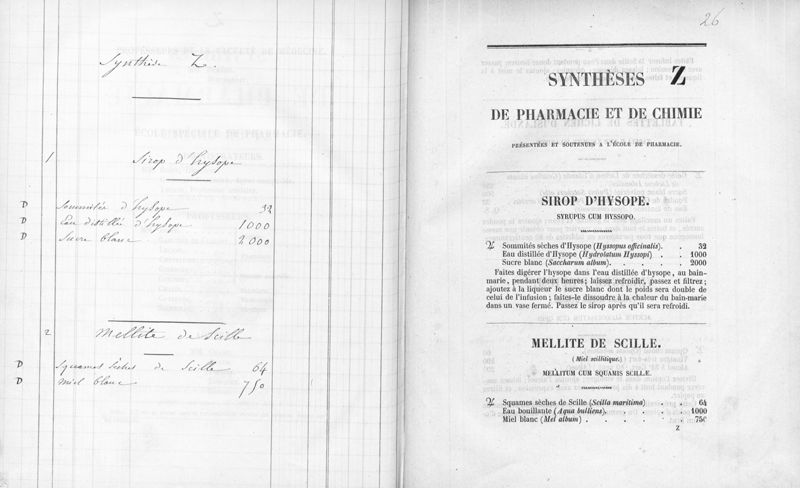 Synthèse Z.
1 Sirop d'hysope
D Sommités d'hysope 32
D Eau distillée d'hysope 1000
D Sucre blanc 2000
2 Mellite de Scille
D Squames sèches de Scille 64
D Miel blanc 750
26
SYNTHÈSES Z
DE PHARMACIE ET DE CHIMIE
PRÉSENTÉES ET SOUTENUES A L'ÉCOLE DE PHARMACIE.
SIROP D'HYSOPE.
SYRUPUS CUM HYSSOPO.
Sommités sèches d'Hysope (Hyssopus officinalis). . 32
Eau distillée d'Hysope (Hydrolatum Hyssopi) . . 1000
Sucre blanc (Saccharum album). . . . . 2000
Faites digérer l'hysope dans l'eau distillée d'hysope, au bain-
marie, pendant deux heures; laissez refroidir, passez et filtrez;
ajoutez à la liqueur le sucre blanc dont le poids sera double de
celui de l'infusion; faites-le dissoudre à la chaleur du bain-marie
dans un vase fermé. Passez le sirop après qu'il sera refroidi.
MELLITE DE SCILLE.
(Miel scillitique.)
MELLITUM CUM SQUAMIS SCILLÆ.
Squames sèches de Scille (Scilla maritima) . . 64
Eau bouillante (Aqua bulliens). . . . . 1000
Miel blanc (Mel album) . . . . . . 750
Z